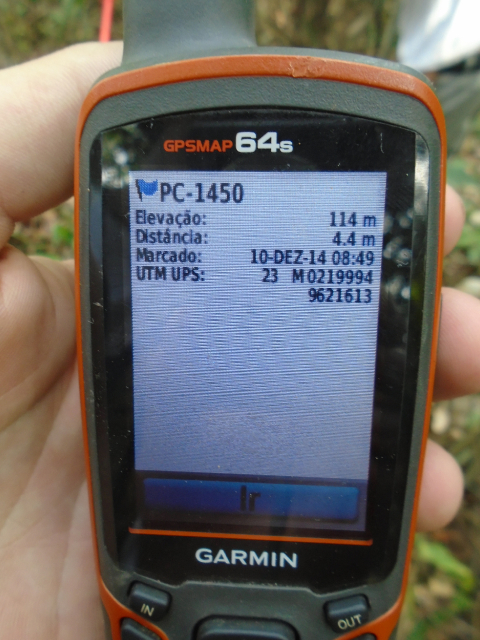 GPSMAP 64s
PC-1450
Elevação: 114 m
Distância: 4.4 m
Marcado: 10-DEZ-14 08:49
UTM UPS: 23 M 0219994
9621613
Ir
GARMIN
IN
OUT